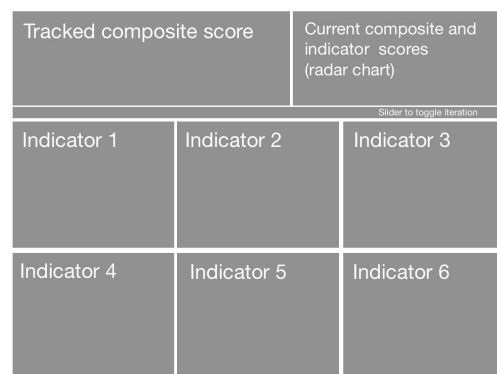 Tracked composite score
Current composite and
indicator scores
(radar chart)
Slider to toggle iteration
Indicator 1
Indicator 2
Indicator 3
Indicator 4
Indicator 5
Indicator 6